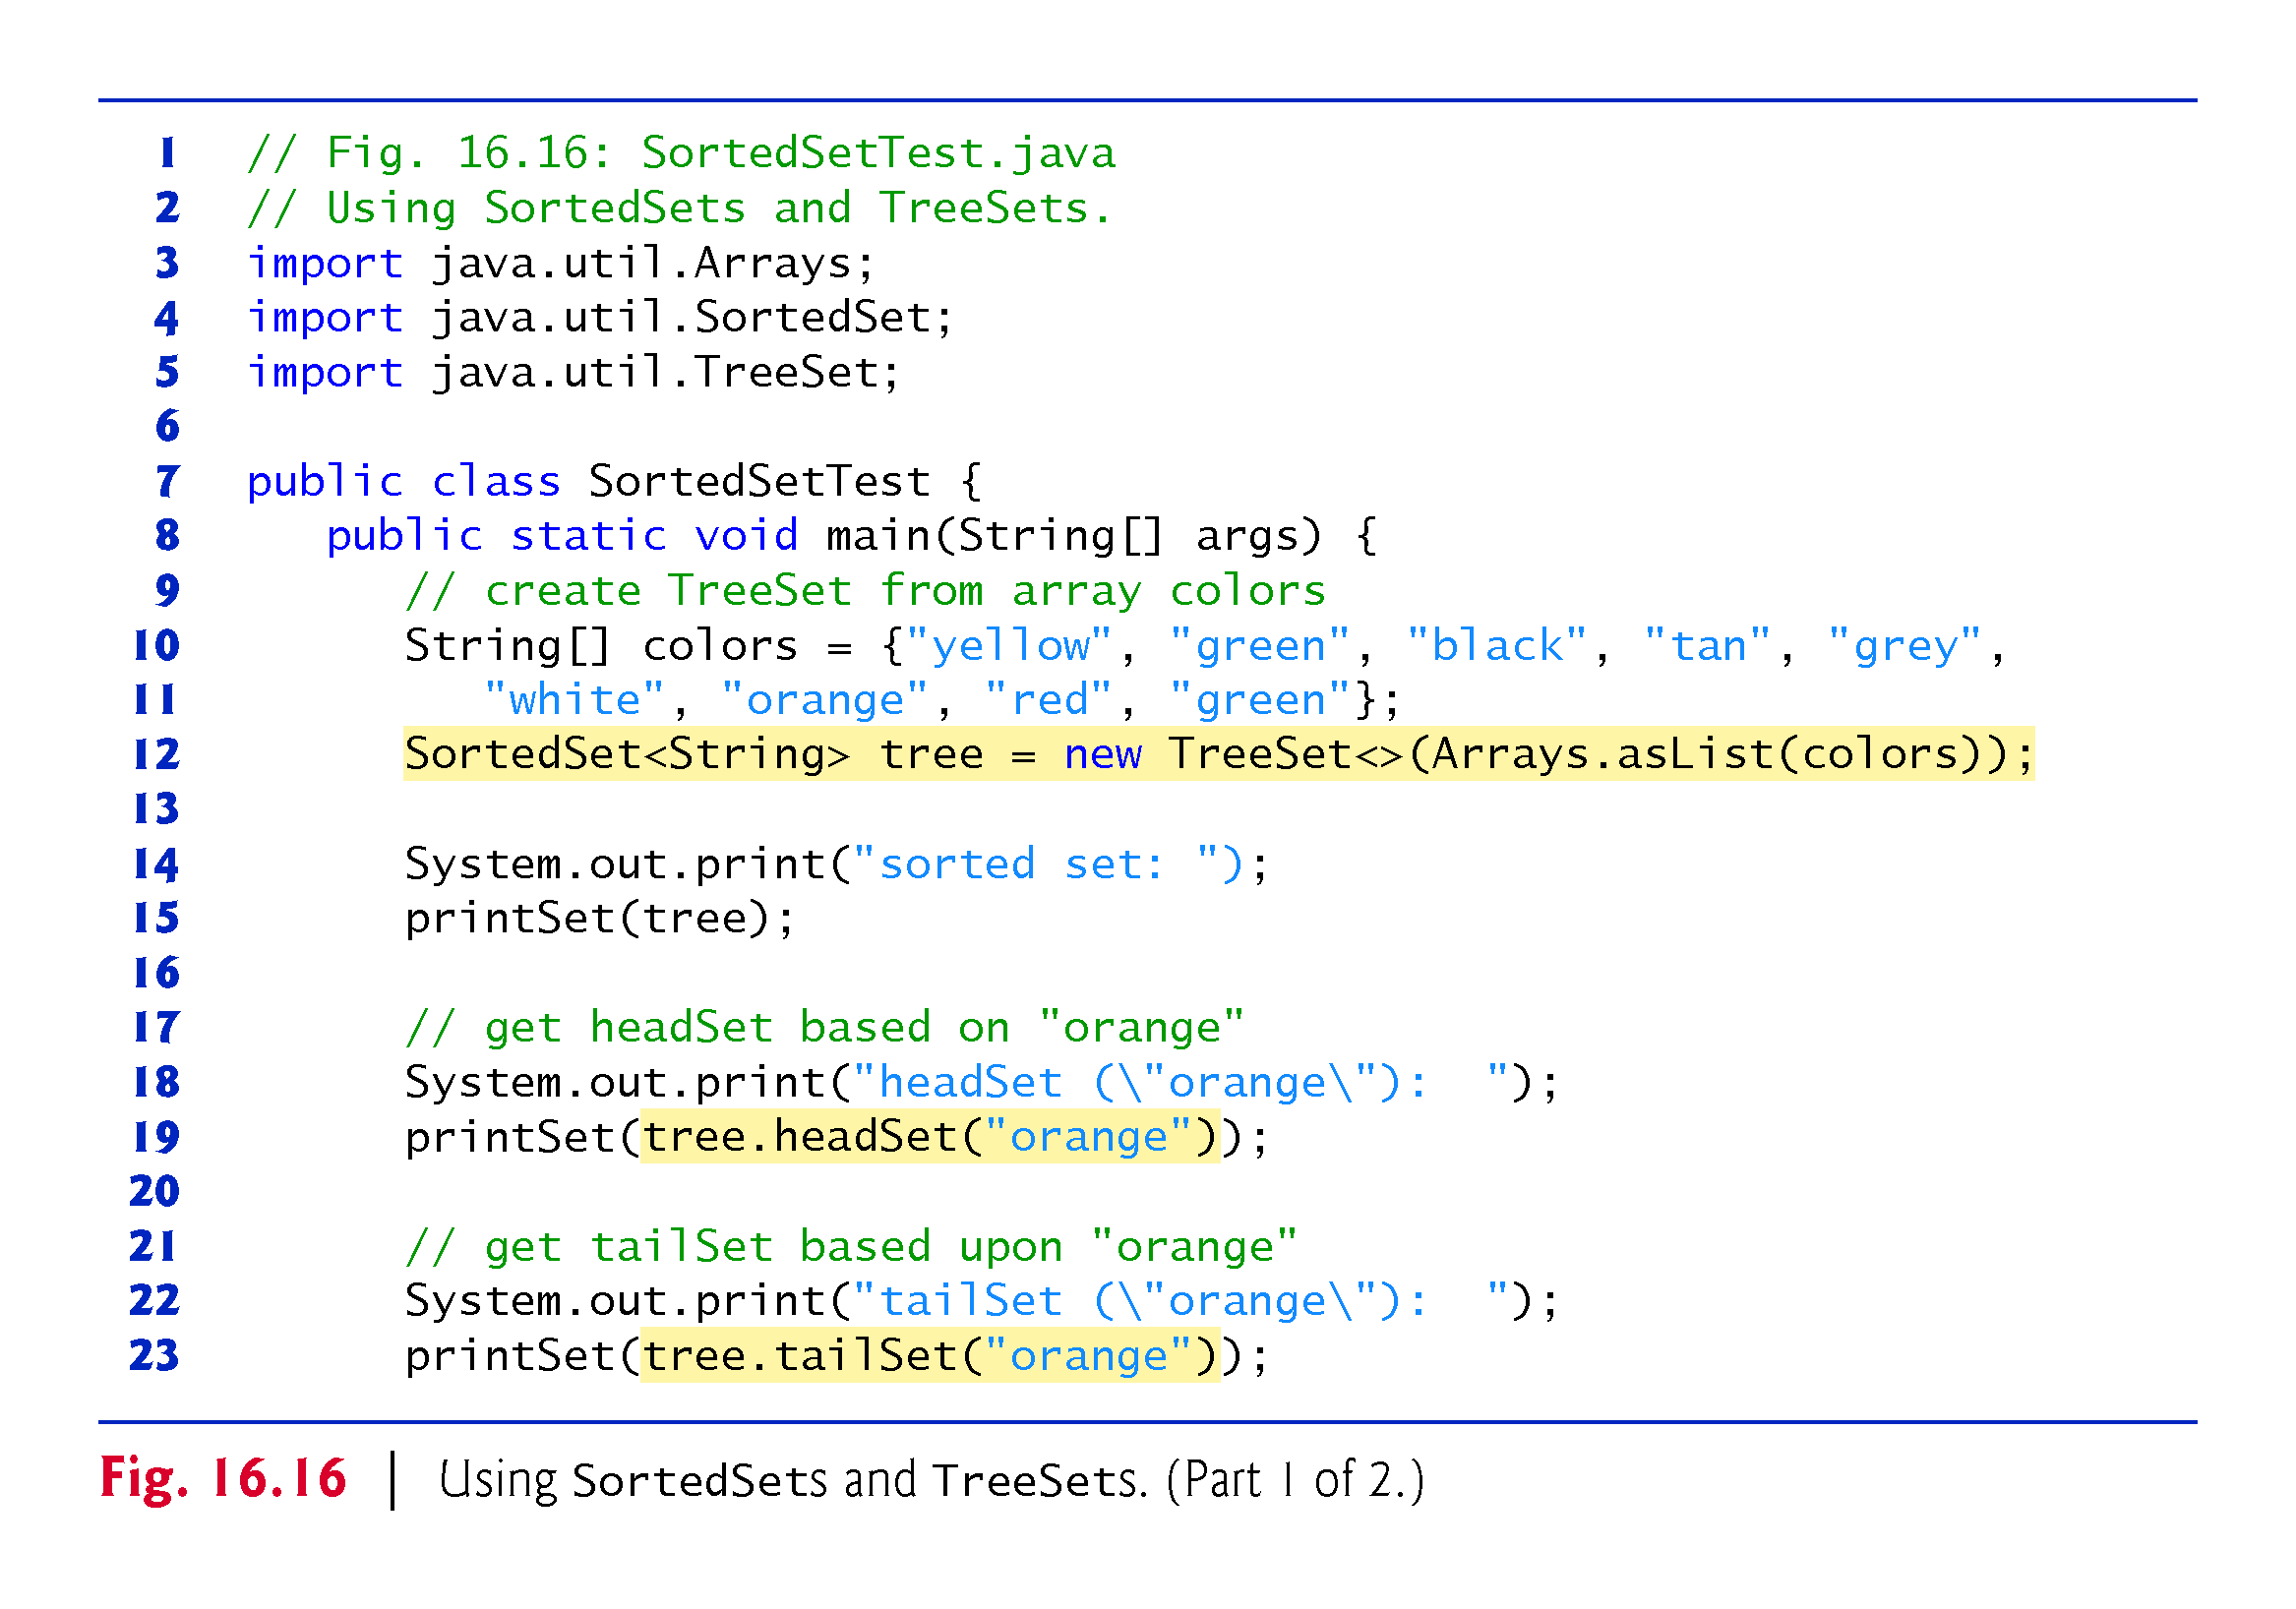 1 // Fig. 16.16: SortedSetTest.java
2 // Using SortedSets and TreeSets.
3 import java.util.Arrays;
4 import java.util.SortedSet;
5 import java.util.TreeSet;
6
7 public class SortedSetTest {
8    public static void main(String[] args) {
9       // create TreeSet from array colors
10       String[] colors = {"yellow", "green", "black", "tan", "grey",
11          "white", "orange", "red", "green"};
12       SortedSet<String> tree = new TreeSet<>(Arrays.asList(colors));
13
14       System.out.print("sorted set: ");
15       printSet(tree);
16
17       // get headSet based on "orange"
18       System.out.print("headSet (\"orange\"):  ");
19       printSet(tree.headSet("orange"));
20
21       // get tailSet based upon "orange"
22       System.out.print("tailSet (\"orange\"):  ");
23       printSet(tree.tailSet("orange"));
Fig. 16.16 | Using SortedSets and TreeSets. (Part 1 of 2.)